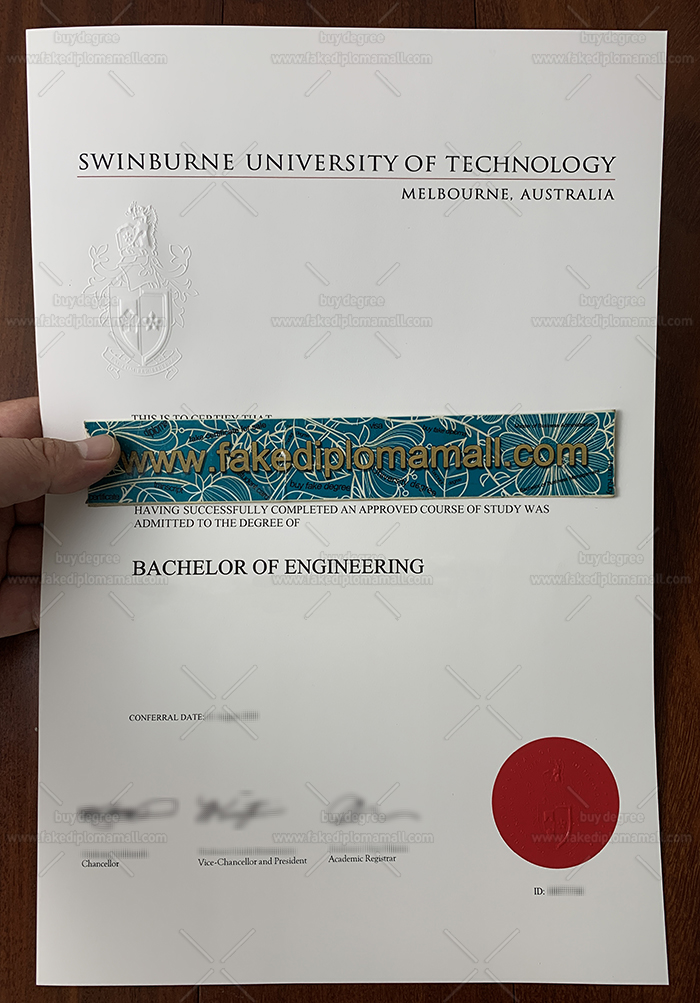 SWINBURNE UNIVERSITY OF TECHNOLOGY
MELBOURNE, AUSTRALIA
THIS IS TO CERTIFY THAT
www.fakediplomamall.com
buy fake degree
HAVING SUCCESSFULLY COMPLETED AN APPROVED COURSE OF STUDY WAS
ADMITTED TO THE DEGREE OF
BACHELOR OF ENGINEERING
CONFERRAL DATE:
Chancellor
Vice-Chancellor and President
Academic Registrar
ID:
buydegree
www.fakediplomamall.com